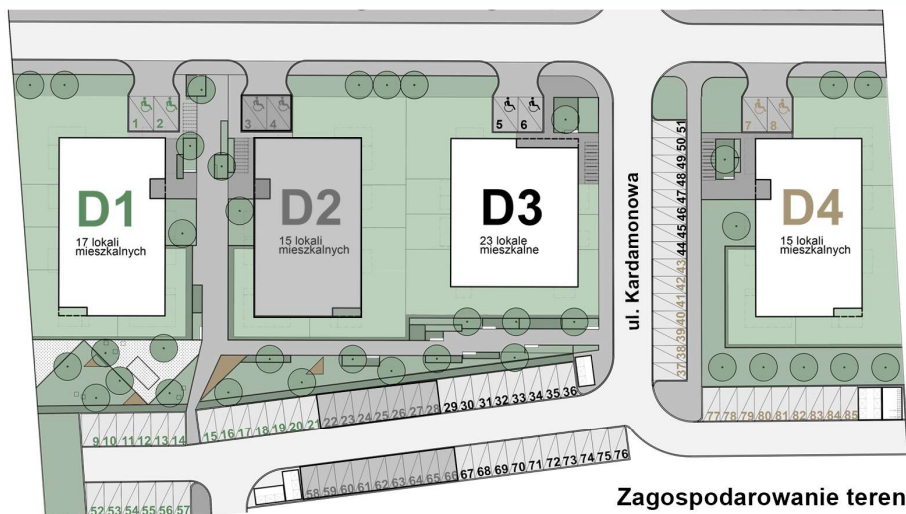 1 2
3 4
5 6
7 8
D1
17 lokali
mieszkalnych
D2
15 lokali
mieszkalnych
D3
23 lokale
mieszkalne
D4
15 lokali
mieszkalnych
ul. Kardamonowa
51
50
49
48
47
46
45
44
43
42
41
40
39
38
37
9 10 11 12 13 14
15 16 17 18 19 20 21 22 23 24 25 26 27 28 29 30 31 32 33 34 35 36
77 78 79 80 81 82 83 84 85
52 53 54 55 56 57
58 59 60 61 62 63 64 65 66 67 68 69 70 71 72 73 74 75 76
Zagospodarowanie teren